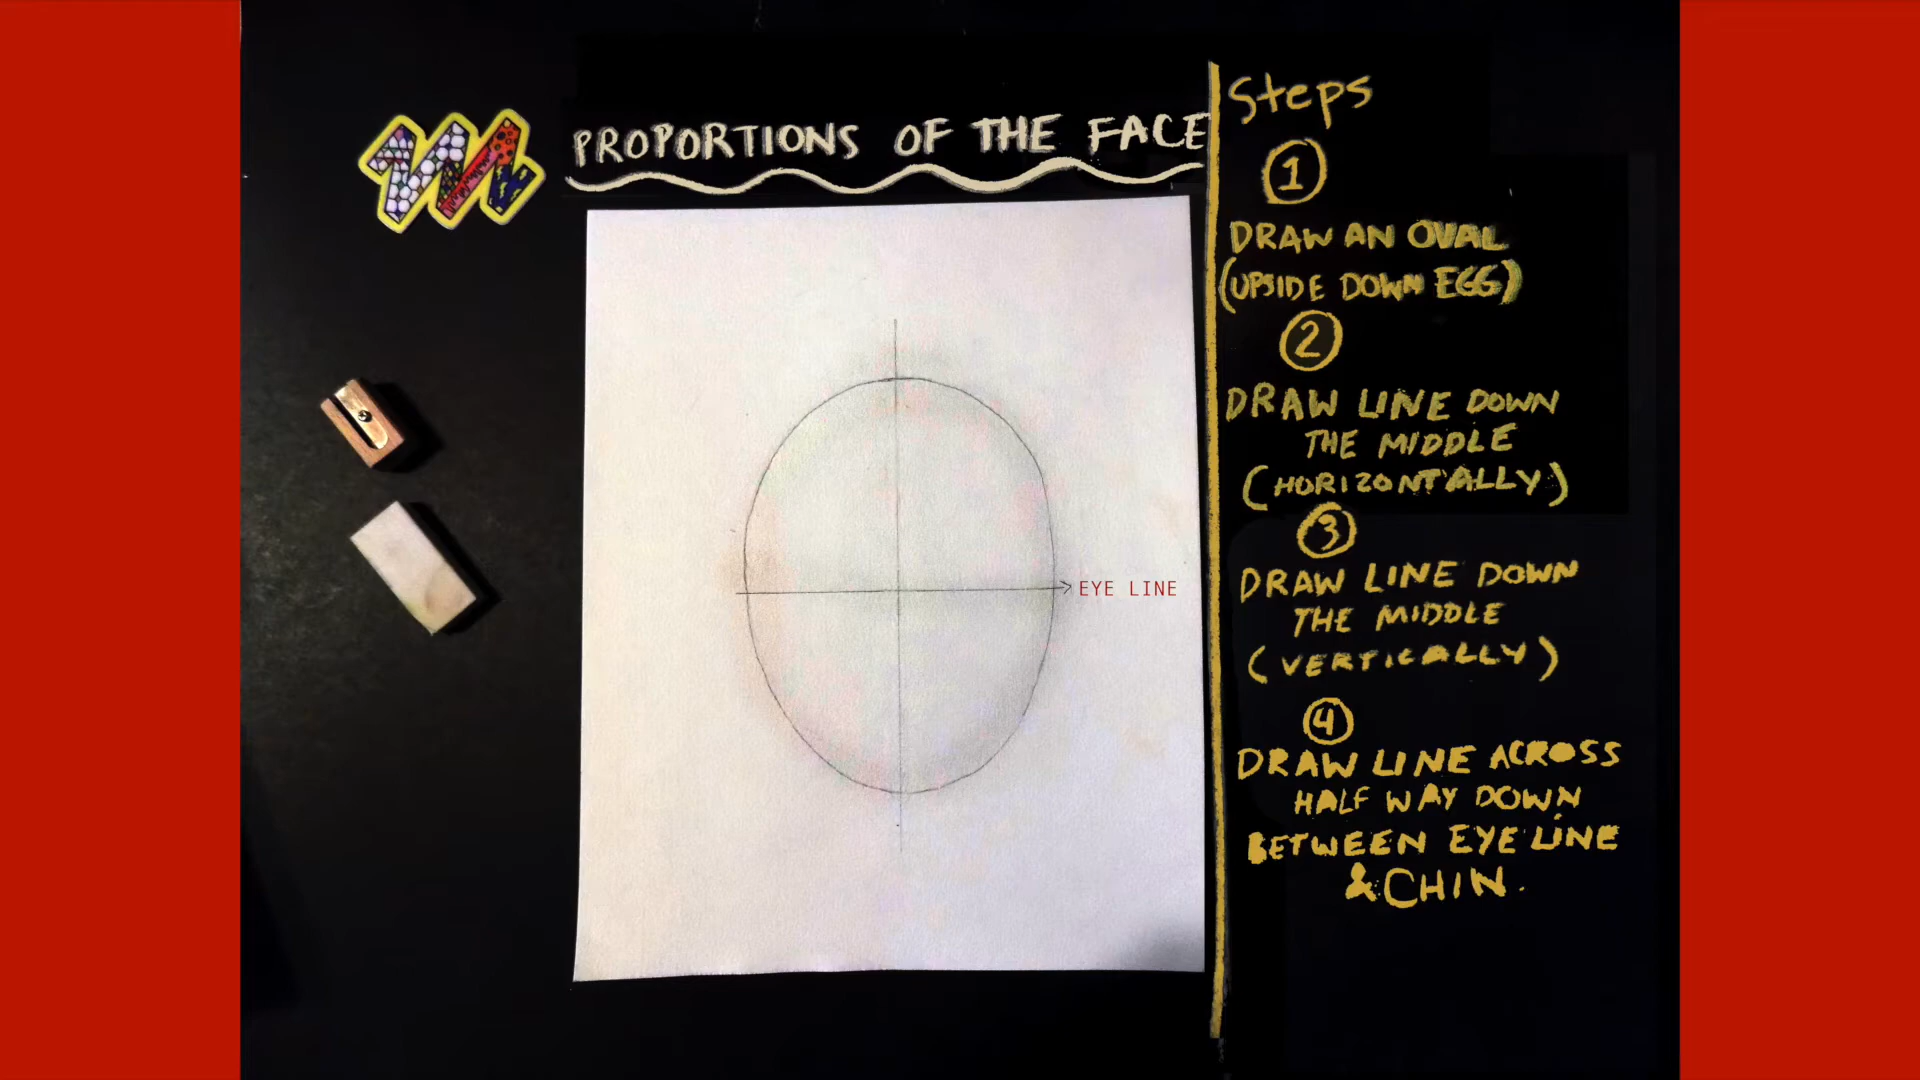 PROPORTIONS OF THE FACE
EYE LINE
Steps
1
DRAW AN OVAL
(UPSIDE DOWN EGG)
2
DRAW LINE DOWN
THE MIDDLE
(HORIZONTALLY)
3
DRAW LINE DOWN
THE MIDDLE
(VERTICALLY)
4
DRAW LINE ACROSS
HALF WAY DOWN
BETWEEN EYE LINE
& CHIN.